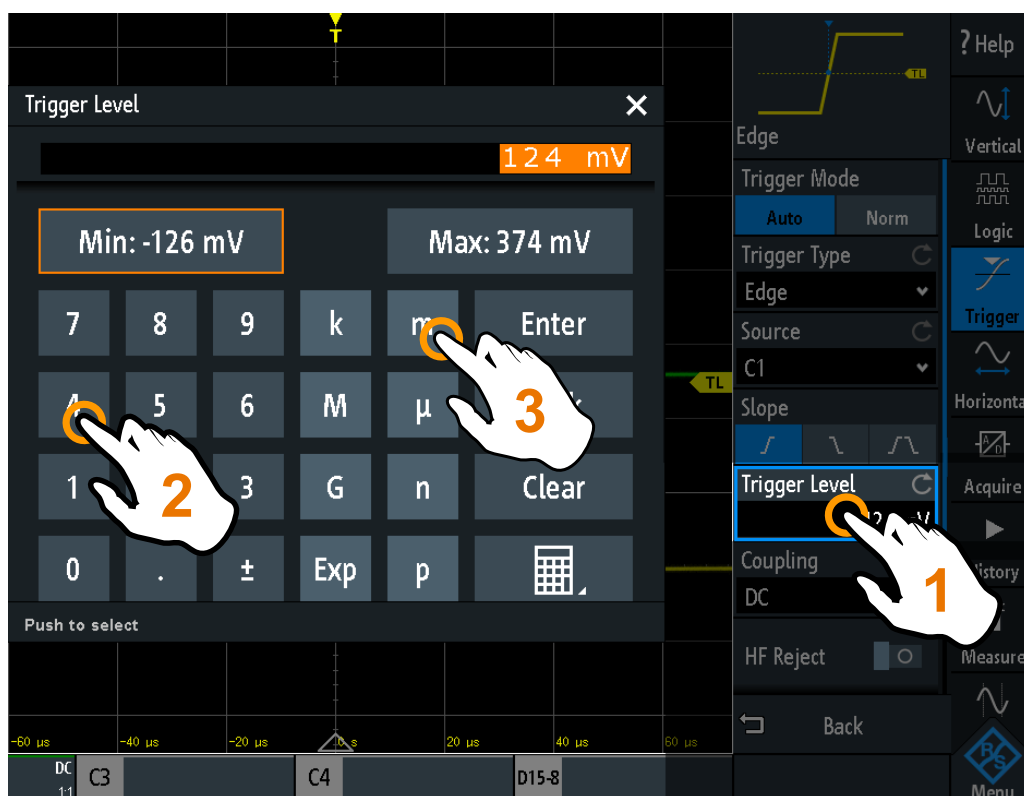 T
? Help
TL
Trigger Level
Edge
Vertical
124 mV
Trigger Mode
Auto Norm
Min: -126 mV Max: 374 mV
Logic
Trigger Type
Edge
7 8 9 k m Enter
Trigger
Source
C1
TL
4 5 6 M µ
3
Horizonta
Slope
Acquire
1 3 G n Clear
2
Trigger Level
Coupling
0 . ± Exp p
DC
1
Push to select
HF Reject
Measure
Back
-60 µs -40 µs -20 µs 0 s 20 µs 40 µs 60 µs
DC
1:1
C3 C4 D15-8
R&S
Menu